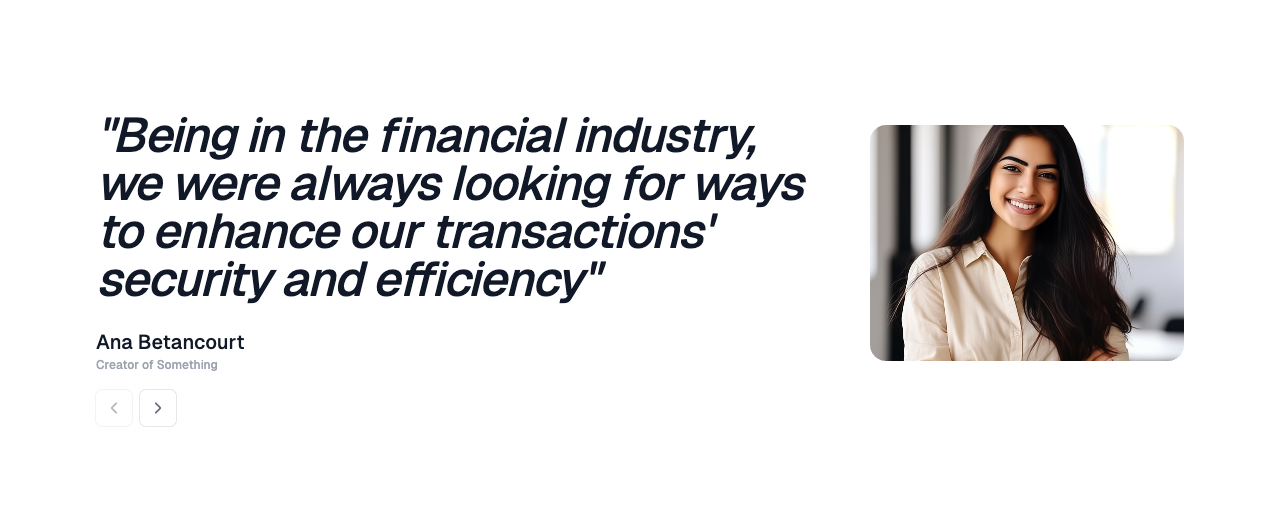 "Being in the financial industry,
we were always looking for ways
to enhance our transactions'
security and efficiency"
Ana Betancourt
Creator of Something